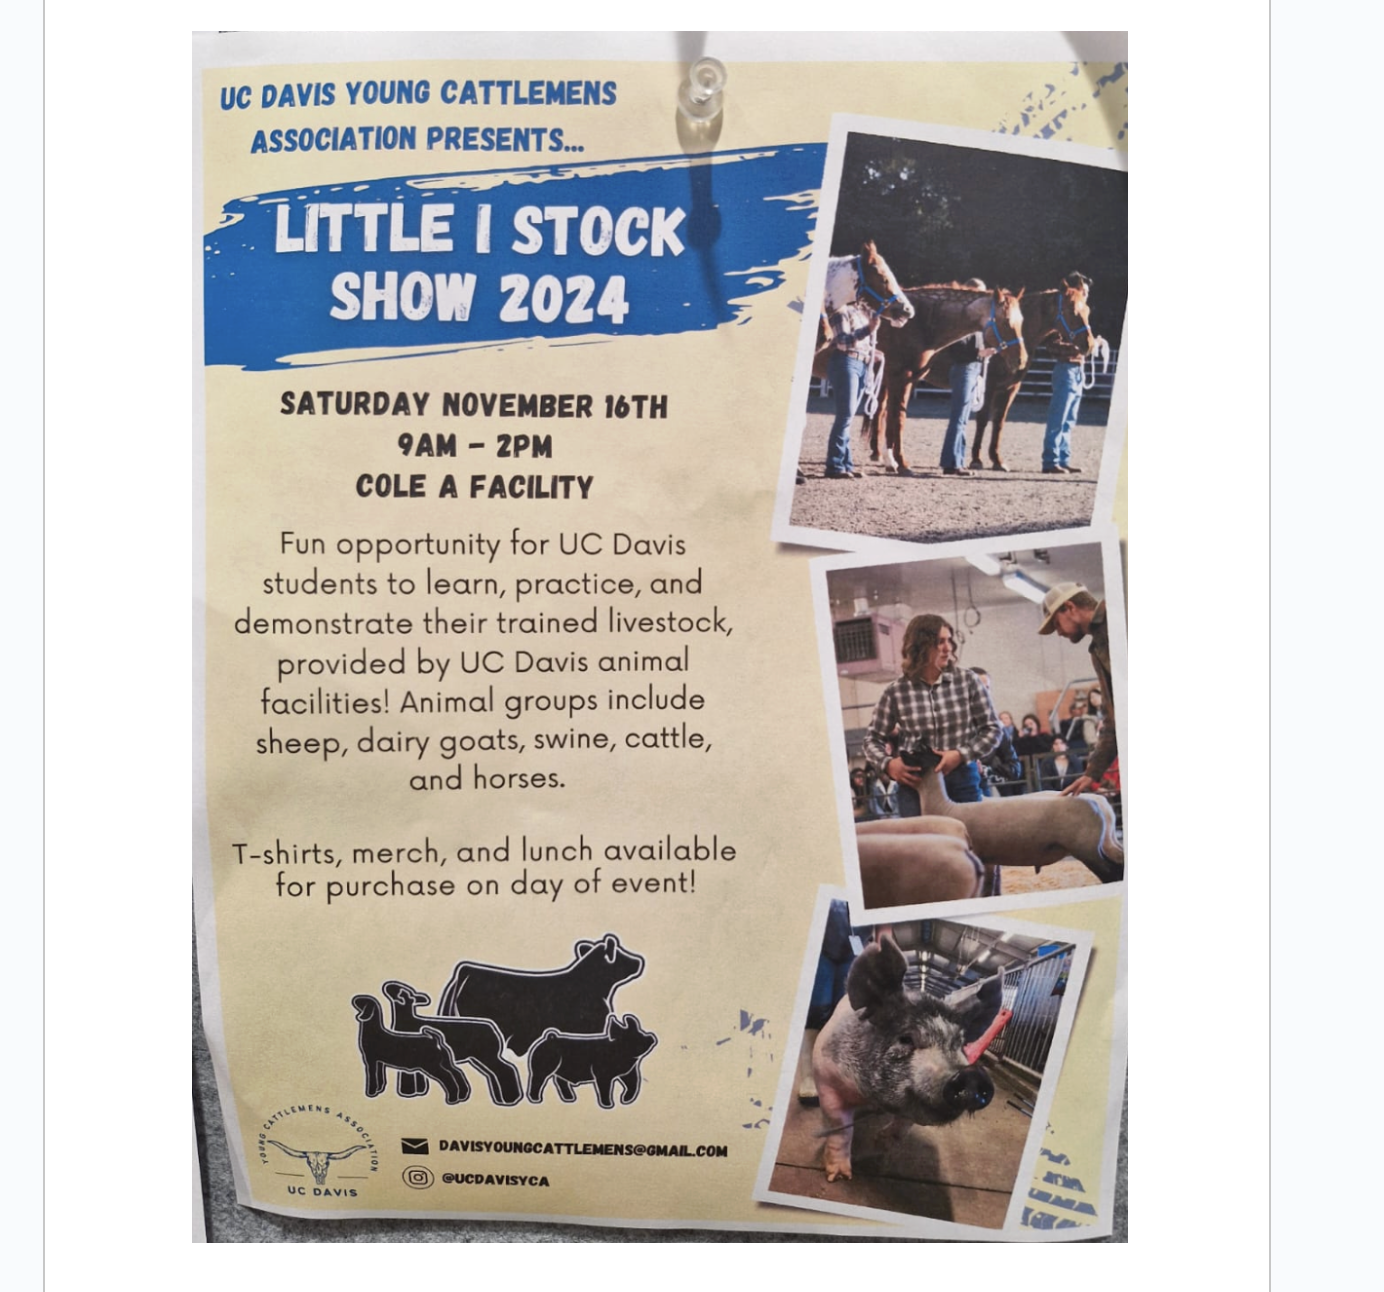 UC DAVIS YOUNG CATTLEMENS
ASSOCIATION PRESENTS...
LITTLE I STOCK
SHOW 2024
SATURDAY NOVEMBER 16TH
9AM – 2PM
COLE A FACILITY
Fun opportunity for UC Davis
students to learn, practice, and
demonstrate their trained livestock,
provided by UC Davis animal
facilities! Animal groups include
sheep, dairy goats, swine, cattle,
and horses.
T-shirts, merch, and lunch available
for purchase on day of event!
YOUNG CATTLEMENS ASSOCIATION
UC DAVIS
DAVISYOUNGCATTLEMENS@GMAIL.COM
@UCDAVISYCA